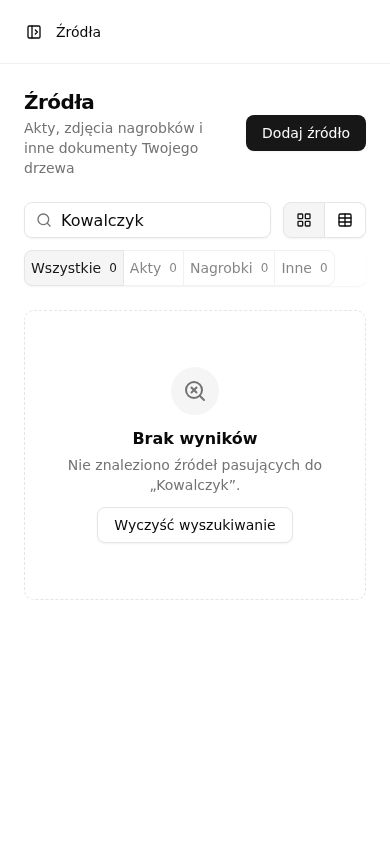 Źródła
Źródła
Akty, zdjęcia nagrobków i
inne dokumenty Twojego
drzewa
Dodaj źródło
Kowalczyk
Wszystkie 0 Akty 0 Nagrobki 0 Inne 0
Brak wyników
Nie znaleziono źródeł pasujących do
„Kowalczyk”.
Wyczyść wyszukiwanie